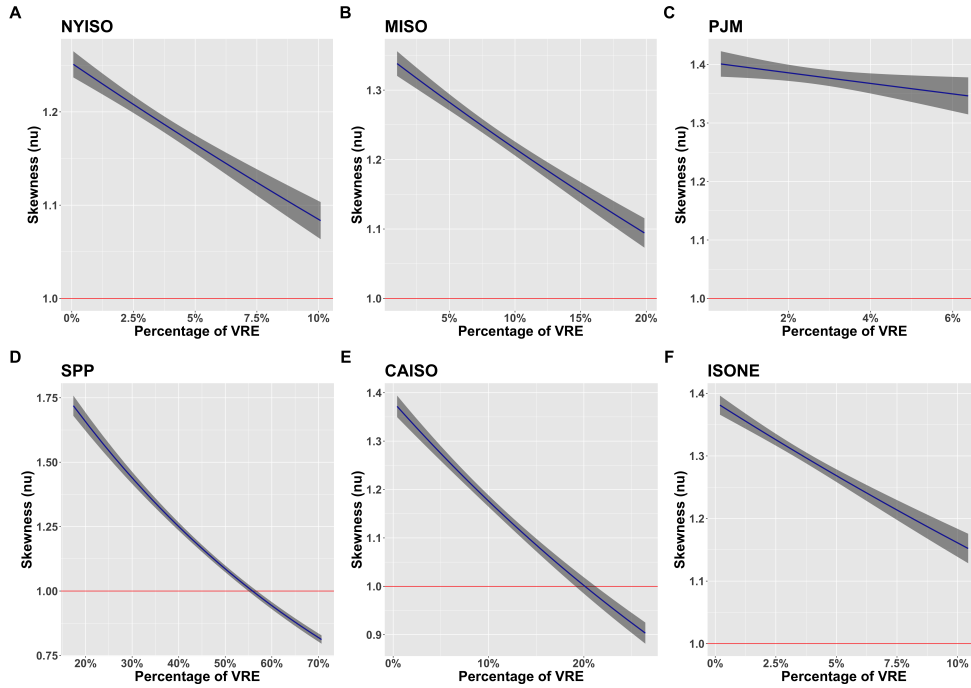 A
NYISO
Skewness (nu)
1.2
1.1
1.0
0%
2.5%
5%
7.5%
10%
Percentage of VRE
B
MISO
Skewness (nu)
1.3
1.2
1.1
1.0
5%
10%
15%
20%
Percentage of VRE
C
PJM
Skewness (nu)
1.4
1.3
1.2
1.1
1.0
2%
4%
6%
Percentage of VRE
D
SPP
Skewness (nu)
1.75
1.50
1.25
1.00
0.75
20%
30%
40%
50%
60%
70%
Percentage of VRE
E
CAISO
Skewness (nu)
1.4
1.3
1.2
1.1
1.0
0.9
0%
10%
20%
Percentage of VRE
F
ISONE
Skewness (nu)
1.4
1.3
1.2
1.1
1.0
0%
2.5%
5%
7.5%
10%
Percentage of VRE